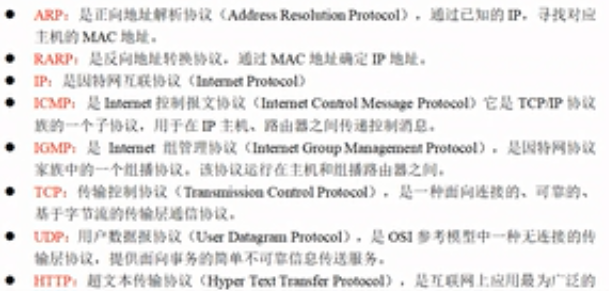 ● ARP：是正向地址解析协议（Address Resolution Protocol），通过已知的 IP，寻找对应
主机的 MAC 地址。
● RARP：是反向地址转换协议，通过 MAC 地址确定 IP 地址。
● IP：是因特网互联协议（Internet Protocol）
● ICMP：是 Internet 控制报文协议（Internet Control Message Protocol）它是 TCP/IP 协议
族的一个子协议，用于在 IP 主机、路由器之间传递控制消息。
● IGMP：是 Internet 组管理协议（Internet Group Management Protocol），是因特网协议
家族中的一个组播协议。该协议运行在主机和组播路由器之间。
● TCP：传输控制协议（Transmission Control Protocol），是一种面向连接的、可靠的、
基于字节流的传输层通信协议。
● UDP：用户数据报协议（User Datagram Protocol），是 OSI 参考模型中一种无连接的传
输层协议，提供面向事务的简单不可靠信息传送服务。
● HTTP：超文本传输协议（Hyper Text Transfer Protocol），是互联网上应用最为广泛的